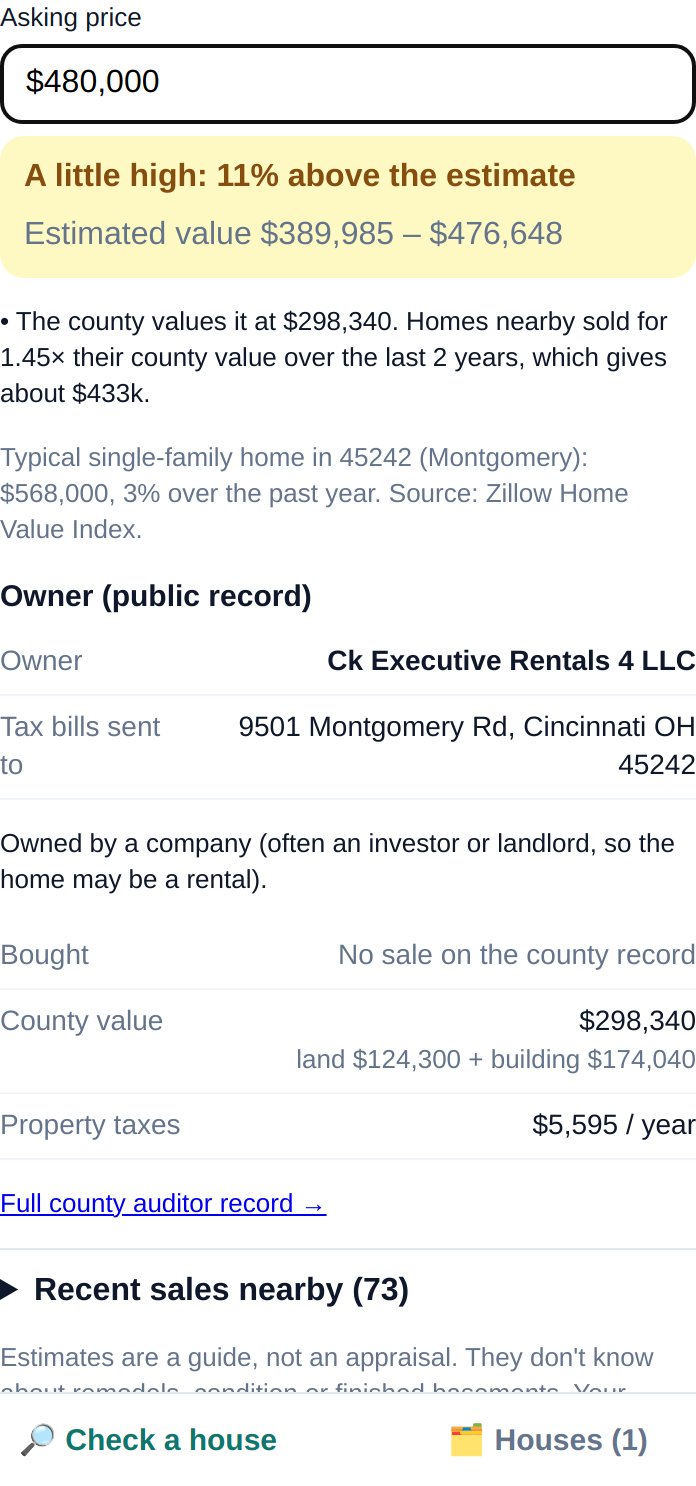 Asking price
$480,000
A little high: 11% above the estimate
Estimated value $389,985 – $476,648
• The county values it at $298,340. Homes nearby sold for
1.45× their county value over the last 2 years, which gives
about $433k.
Typical single-family home in 45242 (Montgomery):
$568,000, 3% over the past year. Source: Zillow Home
Value Index.
Owner (public record)
Owner Ck Executive Rentals 4 LLC
Tax bills sent to 9501 Montgomery Rd, Cincinnati OH
45242
Owned by a company (often an investor or landlord, so the
home may be a rental).
Bought No sale on the county record
County value $298,340
land $124,300 + building $174,040
Property taxes $5,595 / year
Full county auditor record →
▶ Recent sales nearby (73)
Estimates are a guide, not an appraisal. They don't know
about remodels, condition or finished basements. Your
🔎 Check a house 🗂️ Houses (1)